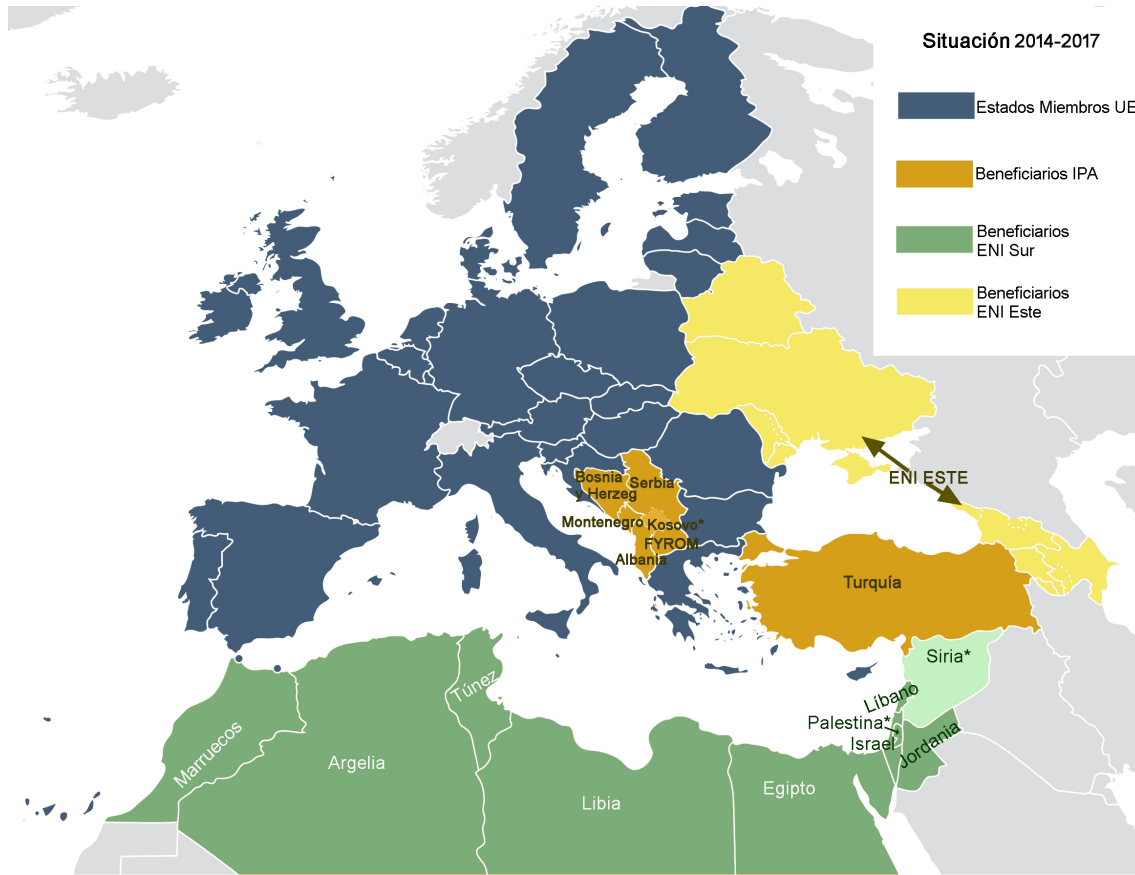 Situación 2014-2017
Estados Miembros UE
Beneficiarios IPA
Beneficiarios
ENI Sur
Beneficiarios
ENI Este
ENI ESTE
Bosnia
y Herzeg
Serbia
Montenegro
Kosovo*
FYROM
Albania
Turquía
Siria*
Líbano
Palestina*
Israel
Jordania
Túnez
Marruecos
Argelia
Libia
Egipto